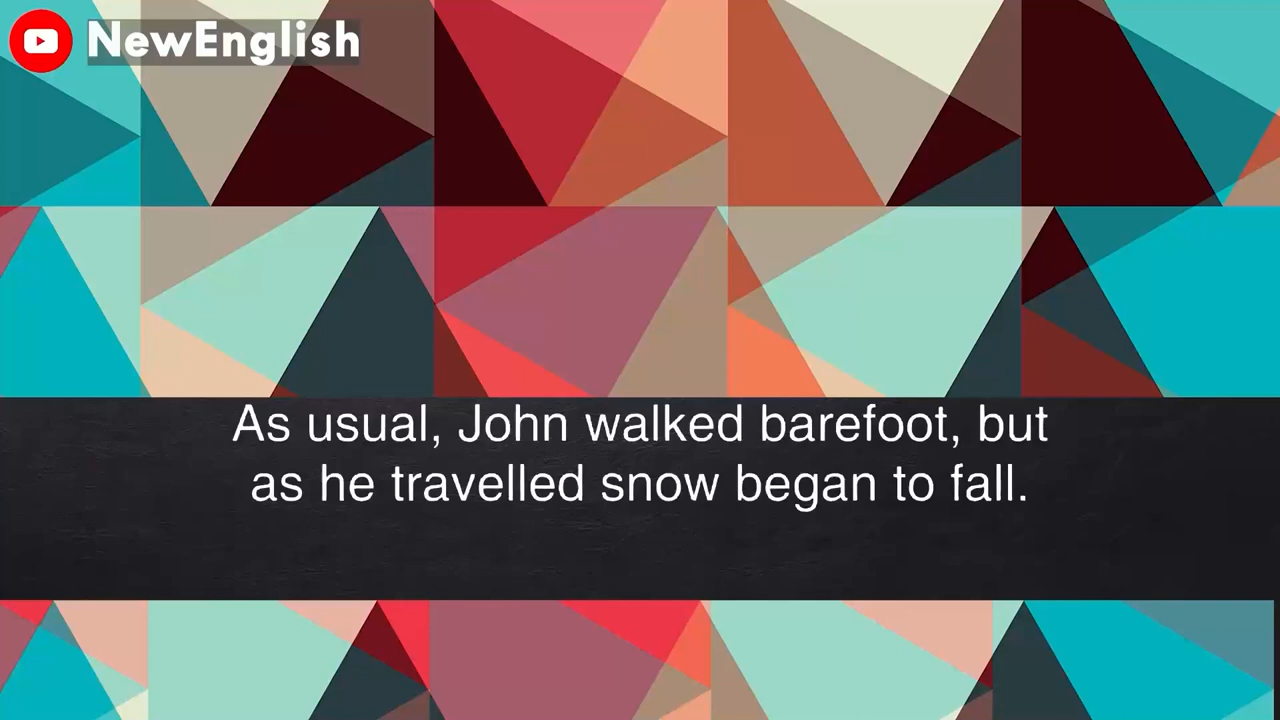 NewEnglish
As usual, John walked barefoot, but
as he travelled snow began to fall.